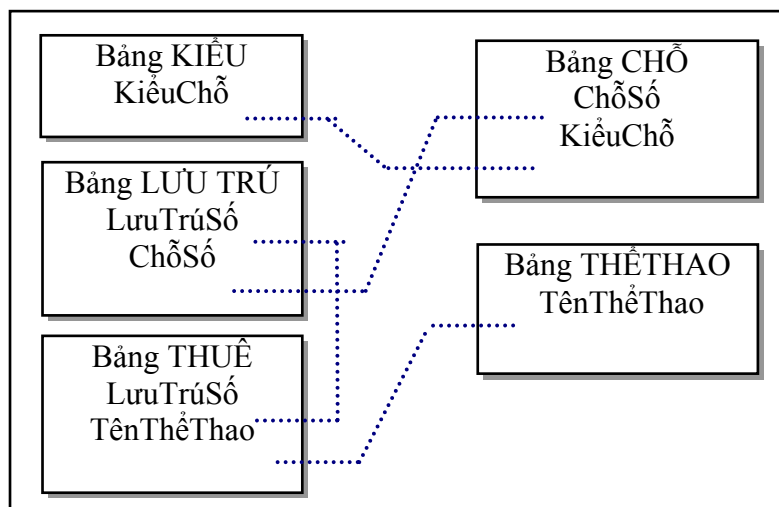 Bảng KIỂU
KiểuChỗ
Bảng CHỖ
ChỗSố
KiểuChỗ
Bảng LƯU TRÚ
LưuTrúSố
ChỗSố
Bảng THỂTHAO
TênThểThao
Bảng THUÊ
LưuTrúSố
TênThểThao